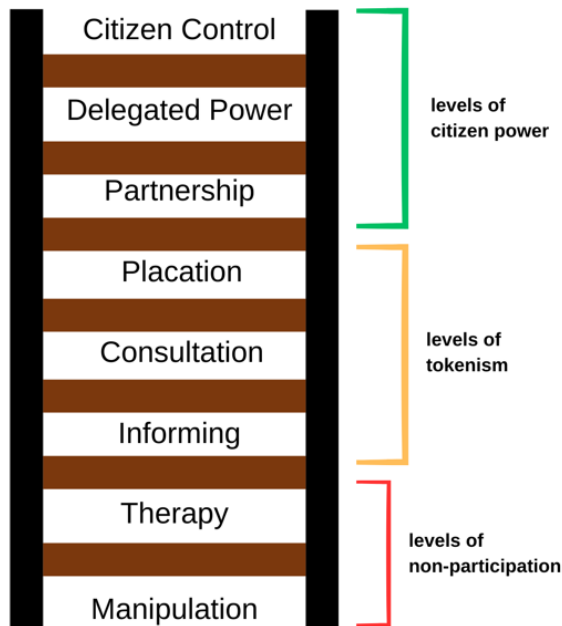 Citizen Control
Delegated Power
Partnership
Placation
Consultation
Informing
Therapy
Manipulation
levels of
citizen power
levels of
tokenism
levels of
non-participation